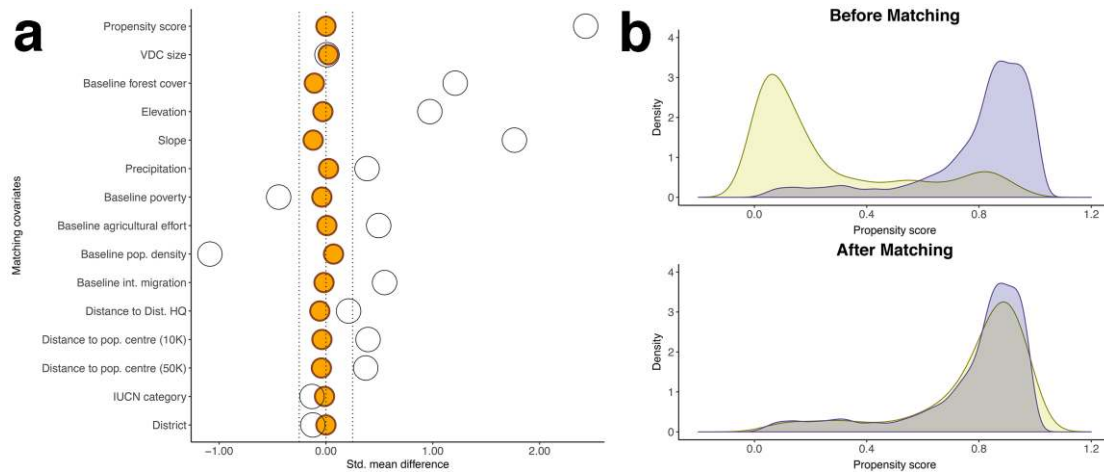 a
Matching covariates
Propensity score
VDC size
Baseline forest cover
Elevation
Slope
Precipitation
Baseline poverty
Baseline agricultural effort
Baseline pop. density
Baseline int. migration
Distance to Dist. HQ
Distance to pop. centre (10K)
Distance to pop. centre (50K)
IUCN category
District
−1.00 0.00 1.00 2.00
Std. mean difference
b
Before Matching
Density
4
3
2
1
0
0.0 0.4 0.8 1.2
Propensity score
After Matching
Density
4
3
2
1
0
0.0 0.4 0.8 1.2
Propensity score